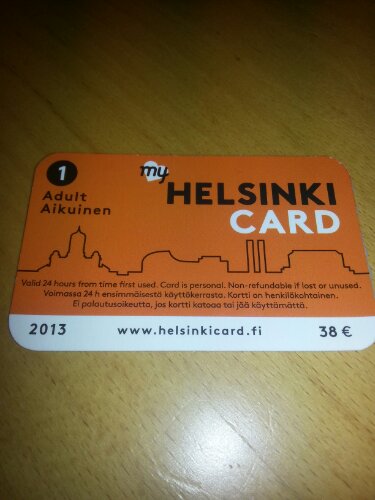 1
Adult
Aikuinen
my
HELSINKI
CARD
Valid 24 hours from time first used. Card is personal. Non-refundable if lost or unused.
Voimassa 24 h ensimmäisestä käyttökerrasta. Kortti on henkilökohtainen.
Ei palautusoikeutta, jos kortti katoaa tai jää käyttämättä.
2013 www.helsinkicard.fi 38 €